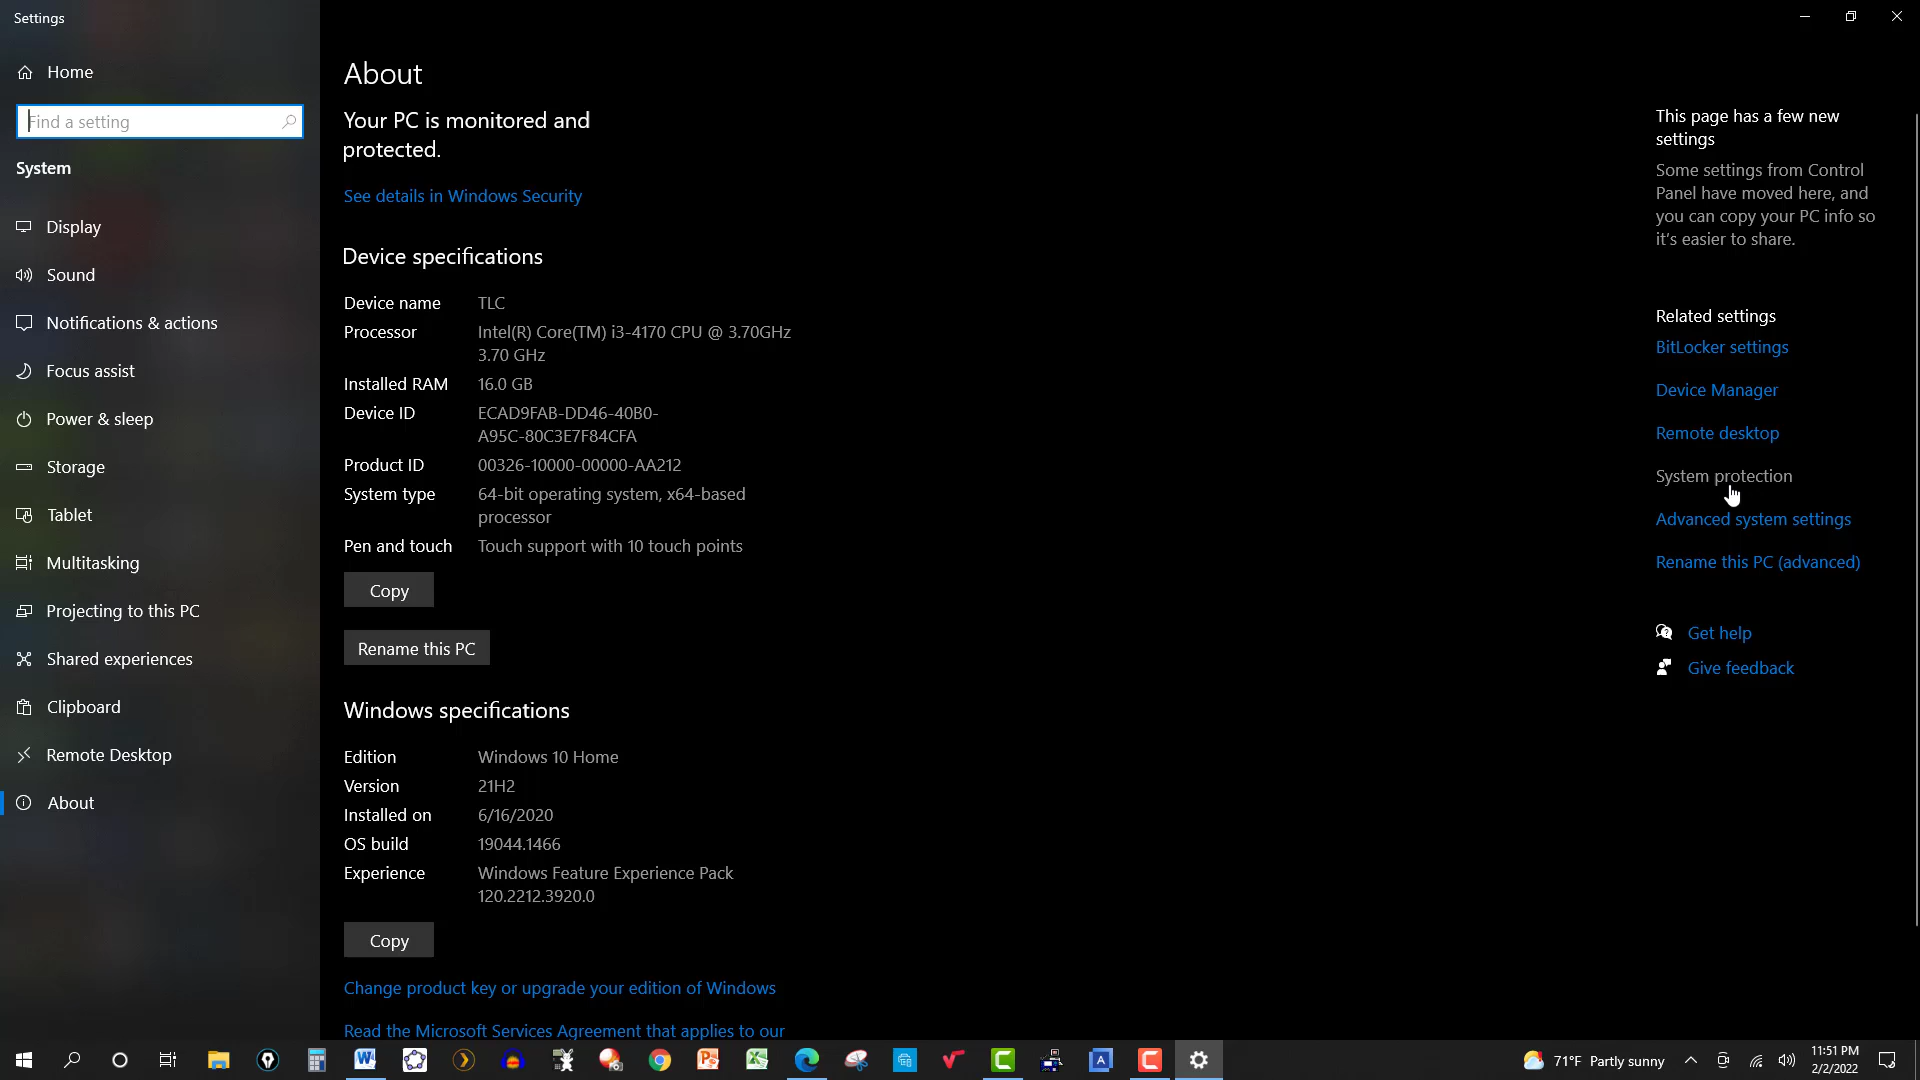 Settings
Home
Find a setting
System
Display
Sound
Notifications & actions
Focus assist
Power & sleep
Storage
Tablet
Multitasking
Projecting to this PC
Shared experiences
Clipboard
Remote Desktop
About
About
Your PC is monitored and
protected.
See details in Windows Security
Device specifications
Device name TLC
Processor Intel(R) Core(TM) i3-4170 CPU @ 3.70GHz
3.70 GHz
Installed RAM 16.0 GB
Device ID ECAD9FAB-DD46-40B0-
A95C-80C3E7F84CFA
Product ID 00326-10000-00000-AA212
System type 64-bit operating system, x64-based
processor
Pen and touch Touch support with 10 touch points
Copy
Rename this PC
Windows specifications
Edition Windows 10 Home
Version 21H2
Installed on 6/16/2020
OS build 19044.1466
Experience Windows Feature Experience Pack
120.2212.3920.0
Copy
Change product key or upgrade your edition of Windows
Read the Microsoft Services Agreement that applies to our
This page has a few new
settings
Some settings from Control
Panel have moved here, and
you can copy your PC info so
it's easier to share.
Related settings
BitLocker settings
Device Manager
Remote desktop
System protection
Advanced system settings
Rename this PC (advanced)
Get help
Give feedback
71°F Partly sunny
11:51 PM
2/2/2022